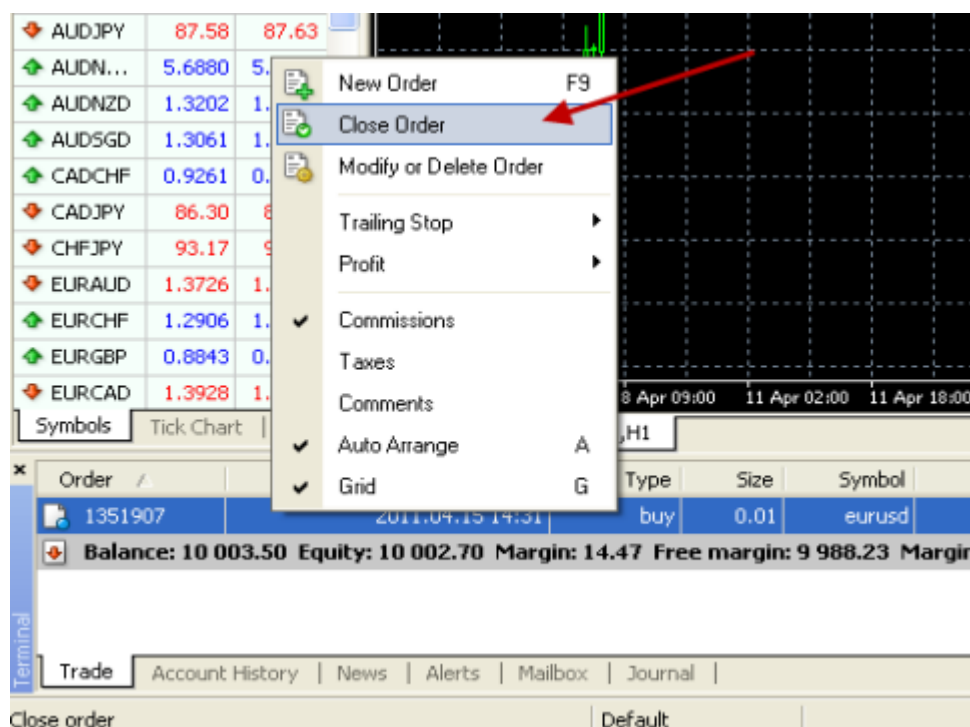 AUDJPY 87.58 87.63
AUDN... 5.6880 5.
AUDNZD 1.3202 1.
AUDSGD 1.3061 1.
CADCHF 0.9261 0.
CADJPY 86.30
CHFJPY 93.17
EURAUD 1.3726 1.
EURCHF 1.2906 1.
EURGBP 0.8843 0.
EURCAD 1.3928 1.
Symbols Tick Chart
New Order F9
Close Order
Modify or Delete Order
Trailing Stop
Profit
Commissions
Taxes
Comments
Auto Arrange A
Grid G
8 Apr 09:00 11 Apr 02:00 11 Apr 18:00
,H1
Order Type Size Symbol
1351907 2011.04.15 14:31 buy 0.01 eurusd
Balance: 10 003.50 Equity: 10 002.70 Margin: 14.47 Free margin: 9 988.23 Margin
Terminal
Trade Account History News Alerts Mailbox Journal
Close order Default